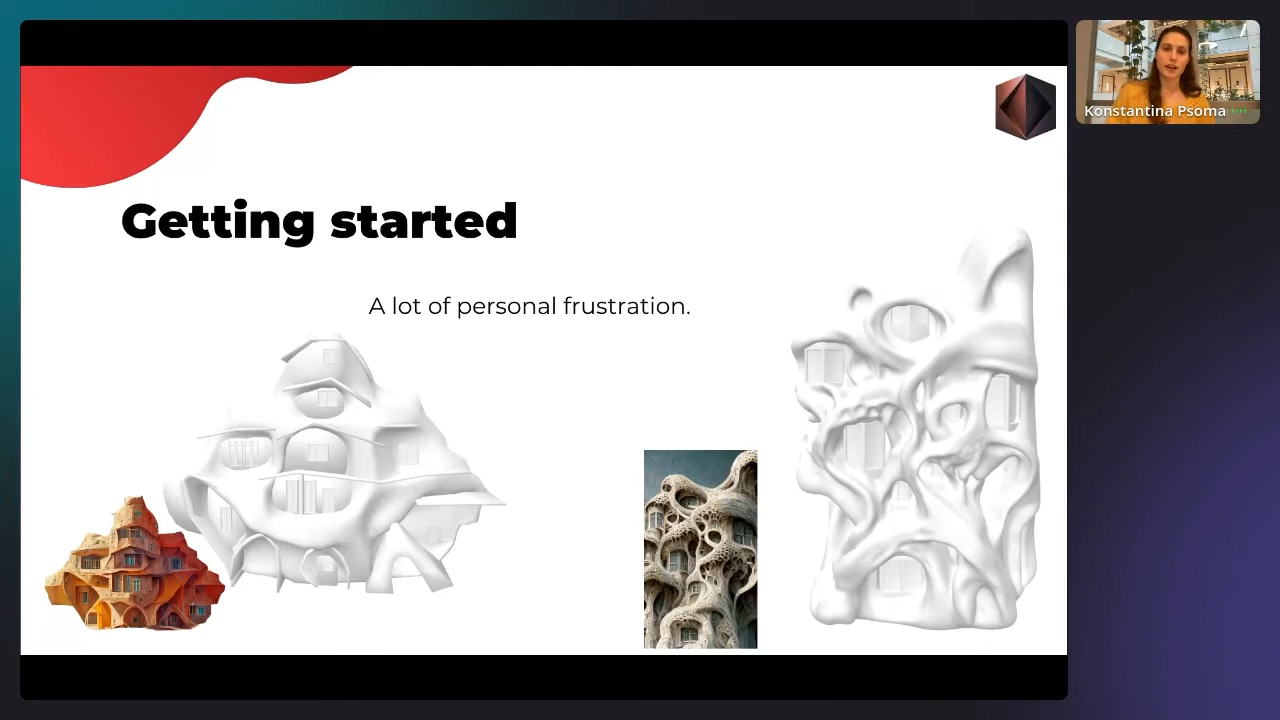 Getting started
A lot of personal frustration.
Konstantina Psoma